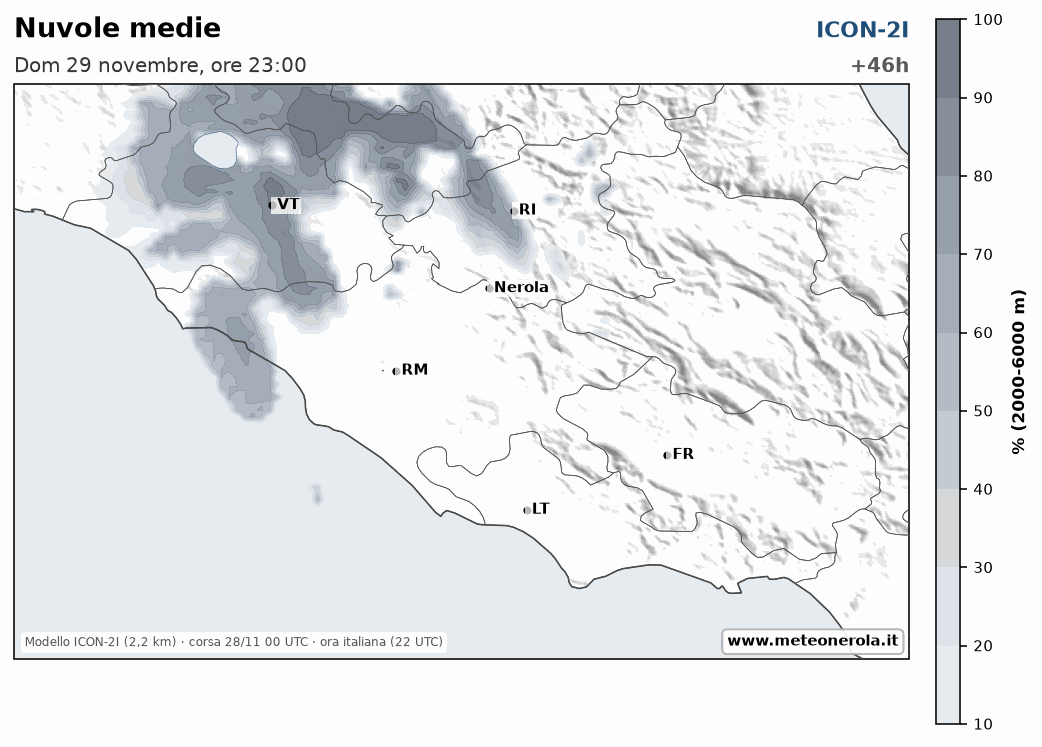 Nuvole medie
ICON-2I
Dom 29 novembre, ore 23:00
+46h
100
90
80
70
60
50
40
30
20
10
% (2000-6000 m)
VT
RI
Nerola
RM
FR
LT
Modello ICON-2I (2,2 km) · corsa 28/11 00 UTC · ora italiana (22 UTC)
www.meteonerola.it